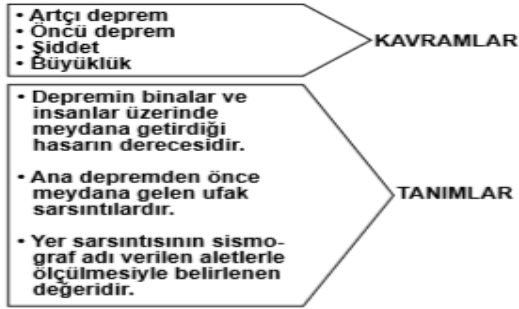 • Artçı deprem
• Öncü deprem
• Şiddet
• Büyüklük
KAVRAMLAR
• Depremin binalar ve
insanlar üzerinde
meydana getirdiği
hasarın derecesidir.
• Ana depremden önce
meydana gelen ufak
sarsıntılardır.
• Yer sarsıntısının sismo-
graf adı verilen aletlerle
ölçülmesiyle belirlenen
değeridir.
TANIMLAR